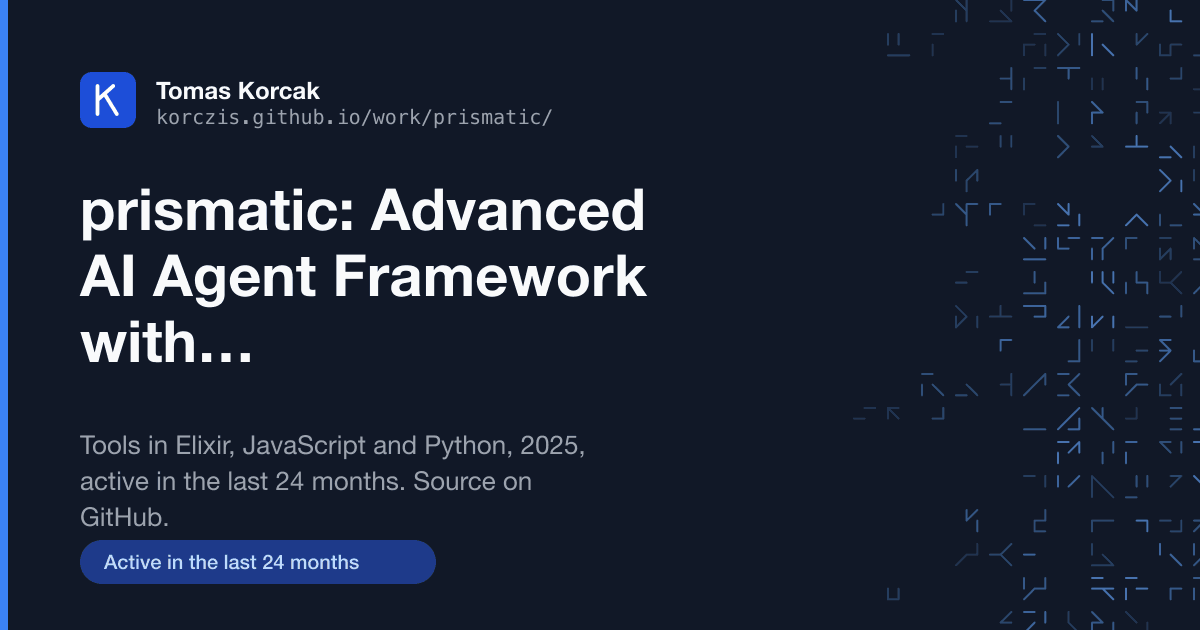 K
Tomas Korcak
korczis.github.io/work/prismatic/
prismatic: Advanced
AI Agent Framework
with...
Tools in Elixir, JavaScript and Python, 2025,
active in the last 24 months. Source on
GitHub.
Active in the last 24 months